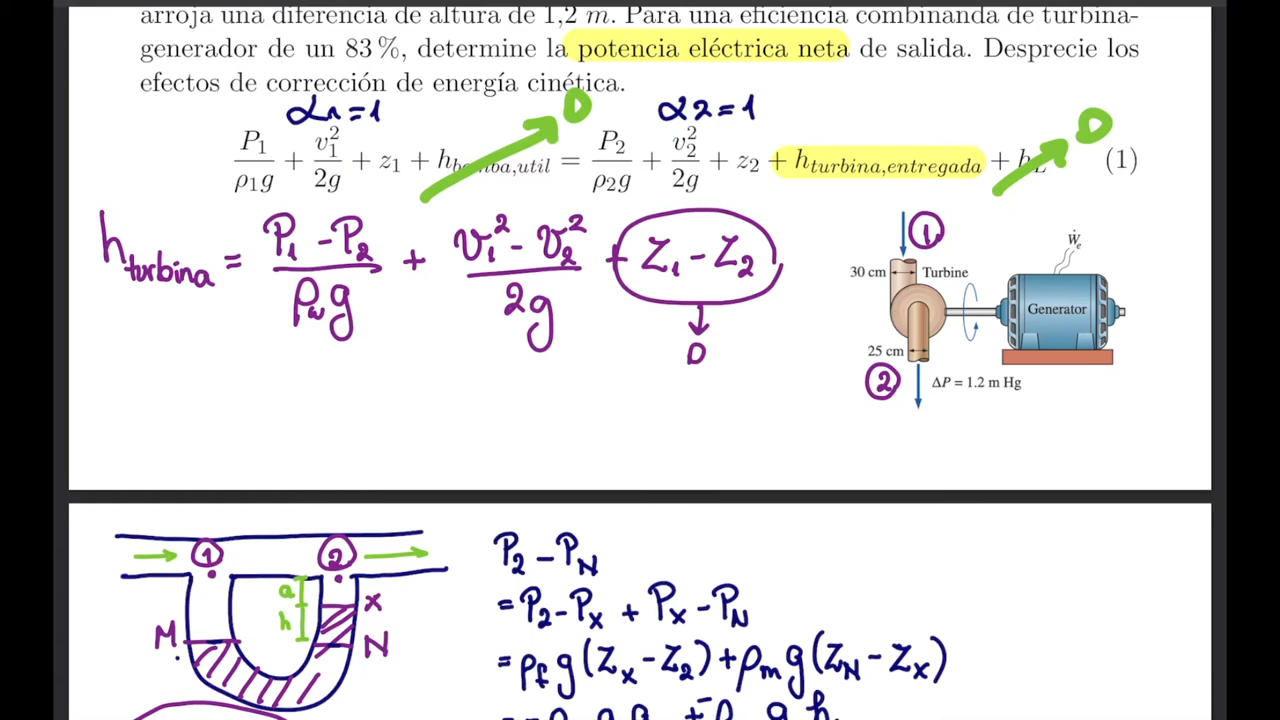 arroja una diferencia de altura de 1,2 m. Para una eficiencia combinanda de turbina-
generador de un 83 %, determine la potencia eléctrica neta de salida. Desprecie los
efectos de corrección de energía cinética.
α1=1 0 α2=1 0
P1/ρ1g + v1²/2g + z1 + hbomba,util = P2/ρ2g + v2²/2g + z2 + hturbina,entregada + hL (1)
hturbina = P1 - P2/ρw g + v1² - v2²/2g + Z1 - Z2
0
1
30 cm Turbine
Ẇe
Generator
25 cm
2 ΔP = 1.2 m Hg
1 2
a
h
X
M N
P2 - PN
= P2 - PX + PX - PN
= ρf g (ZX - Z2) + ρm g (ZN - ZX)